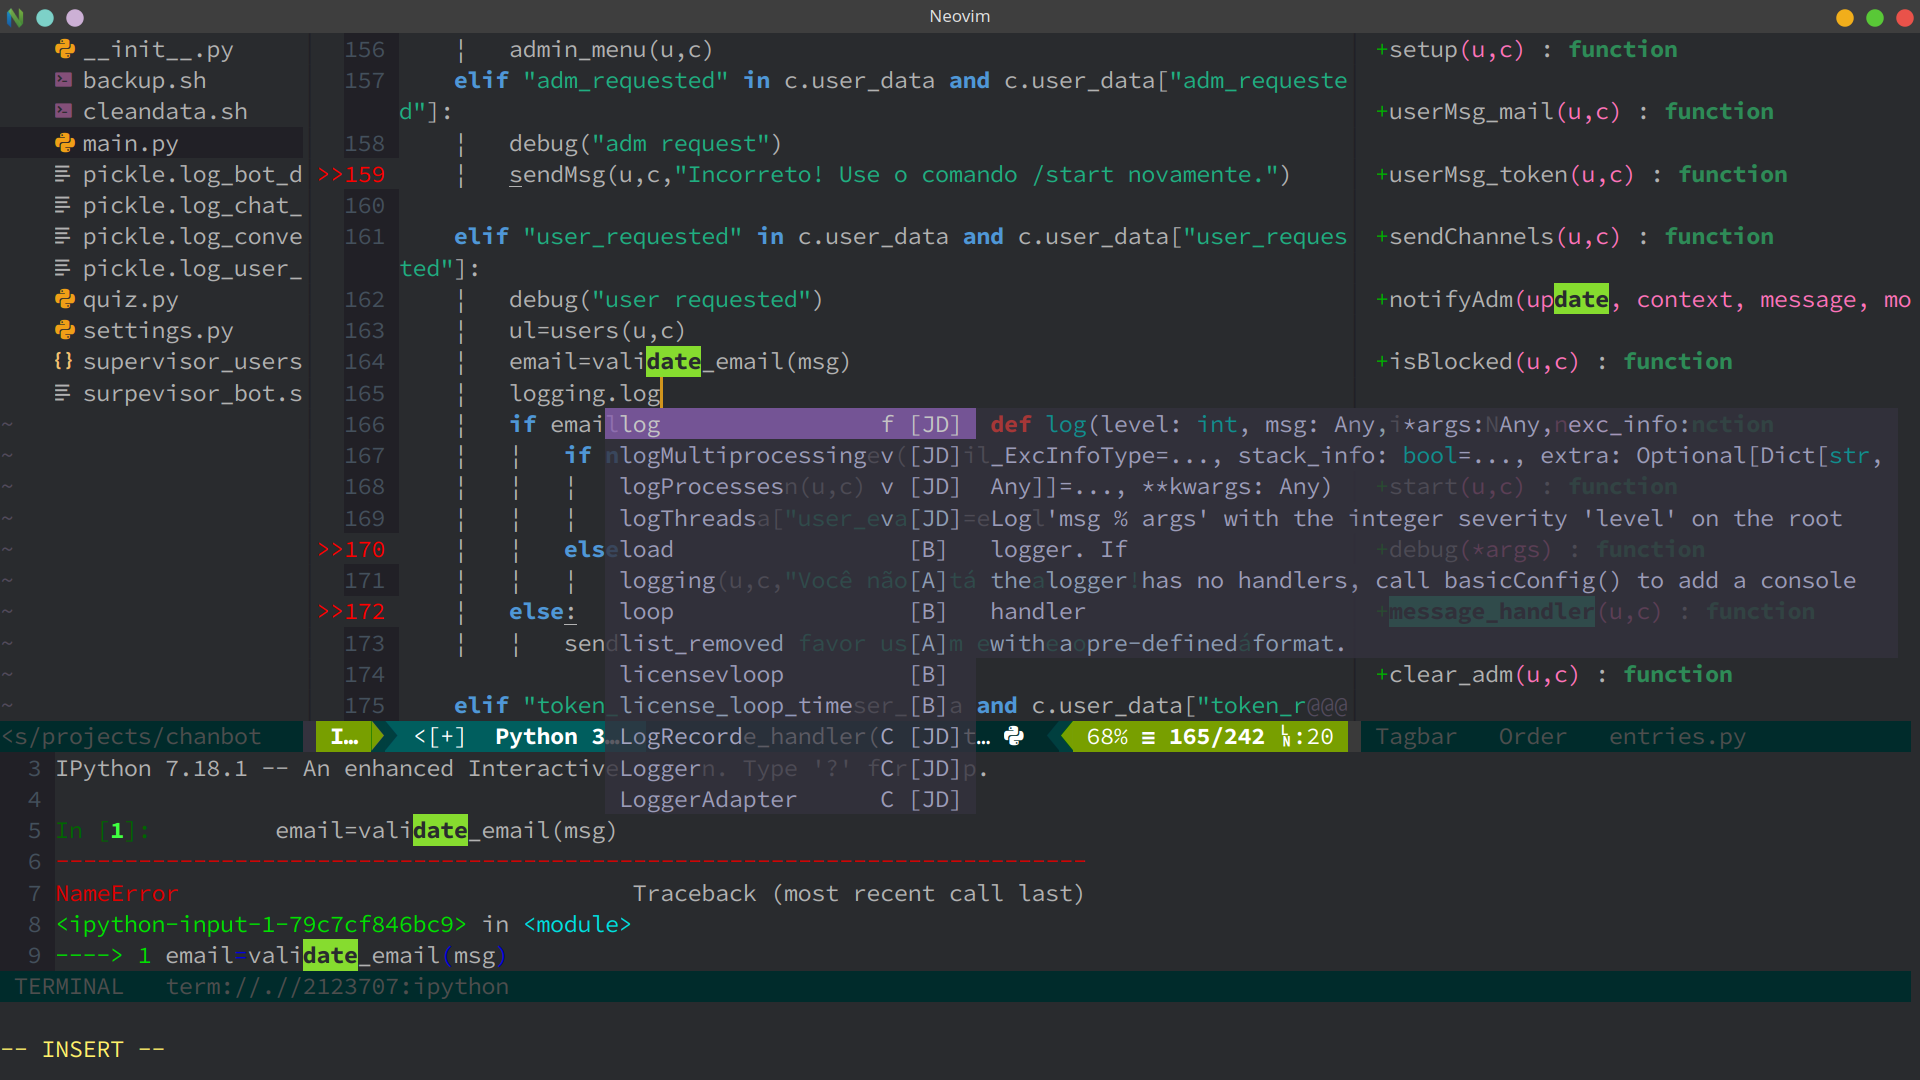 Neovim
__init__.py
backup.sh
cleandata.sh
main.py
pickle.log_bot_d
pickle.log_chat_
pickle.log_conve
pickle.log_user_
quiz.py
settings.py
{} supervisor_users
surpevisor_bot.s
~
~
~
~
~
~
~
~
~
~
<s/projects/chanbot
156 ¦ admin_menu(u,c)
157 elif "adm_requested" in c.user_data and c.user_data["adm_requeste
d"]:
158 ¦ debug("adm request")
>>159 ¦ sendMsg(u,c,"Incorreto! Use o comando /start novamente.")
160
161 elif "user_requested" in c.user_data and c.user_data["user_reques
ted"]:
162 ¦ debug("user requested")
163 ¦ ul=users(u,c)
164 ¦ email=validate_email(msg)
165 ¦ logging.log
166 ¦ if emai
167 ¦ ¦ if
168 ¦ ¦ ¦
169 ¦ ¦ ¦
>>170 ¦ ¦ else
171 ¦ ¦ ¦
>>172 ¦ else:
173 ¦ ¦ send
174
175 elif "token_ and c.user_data["token_r@@@
log f [JD]
logMultiprocessing v [JD]
logProcesses v [JD]
logThreads v [JD]
load [B]
logging [A]
loop [B]
list_removed [A]
licensevloop [B]
license_loop_time [B]
LogRecord C [JD]
Logger C [JD]
LoggerAdapter C [JD]
def log(level: int, msg: Any, *args: Any, exc_info:
_ExcInfoType=..., stack_info: bool=..., extra: Optional[Dict[str,
Any]]=..., **kwargs: Any)
Log 'msg % args' with the integer severity 'level' on the root
logger. If
the logger has no handlers, call basicConfig() to add a console
handler
with a pre-defined format.
I… <[+] Python 3… … 68% ≡ 165/242 :20
+setup(u,c) : function
+userMsg_mail(u,c) : function
+userMsg_token(u,c) : function
+sendChannels(u,c) : function
+notifyAdm(update, context, message, mo
+isBlocked(u,c) : function
+start(u,c) : function
+debug(*args) : function
+message_handler(u,c) : function
+clear_adm(u,c) : function
Tagbar Order entries.py
3 IPython 7.18.1 -- An enhanced Interactive
4
5 In [1]: email=validate_email(msg)
6 ---------------------------------------------------------------------------
7 NameError Traceback (most recent call last)
8 <ipython-input-1-79c7cf846bc9> in <module>
9 ----> 1 email=validate_email(msg)
TERMINAL term://.//2123707:ipython
-- INSERT --